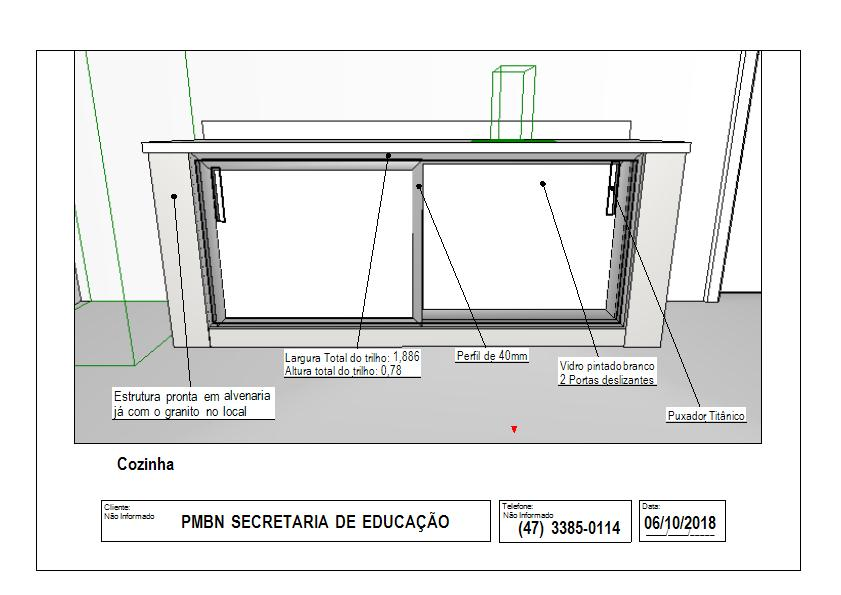 Largura Total do trilho: 1,886
Altura total do trilho: 0,78
Perfil de 40mm
Vidro pintado branco
2 Portas deslizantes
Estrutura pronta em alvenaria
já com o granito no local
Puxador Titânico
Cozinha
Cliente:
Não Informado
PMBN SECRETARIA DE EDUCAÇÃO
Telefone:
Não Informado
(47) 3385-0114
Data:
06/10/2018